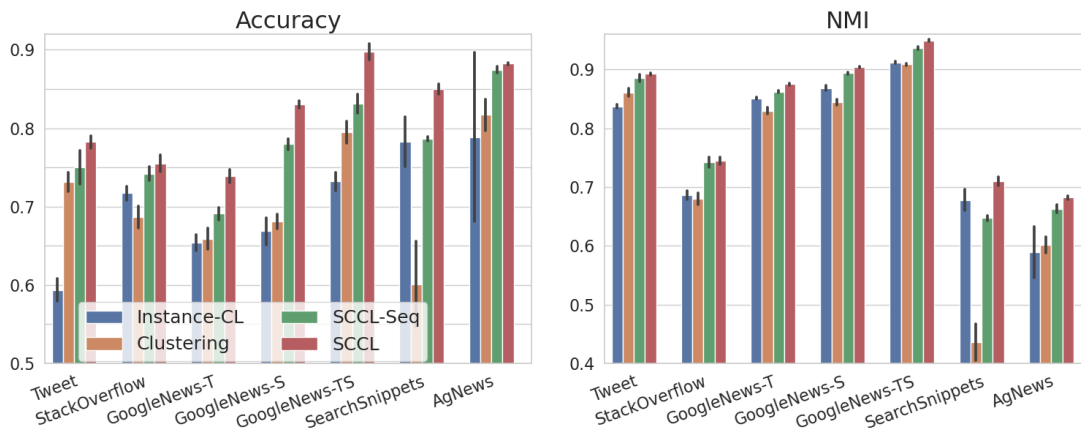 Accuracy
0.9
0.8
0.7
0.6
0.5
Instance-CL
Clustering
SCCL-Seq
SCCL
Tweet
StackOverflow
GoogleNews-T
GoogleNews-S
GoogleNews-TS
SearchSnippets
AgNews
NMI
0.9
0.8
0.7
0.6
0.5
0.4
Tweet
StackOverflow
GoogleNews-T
GoogleNews-S
GoogleNews-TS
SearchSnippets
AgNews